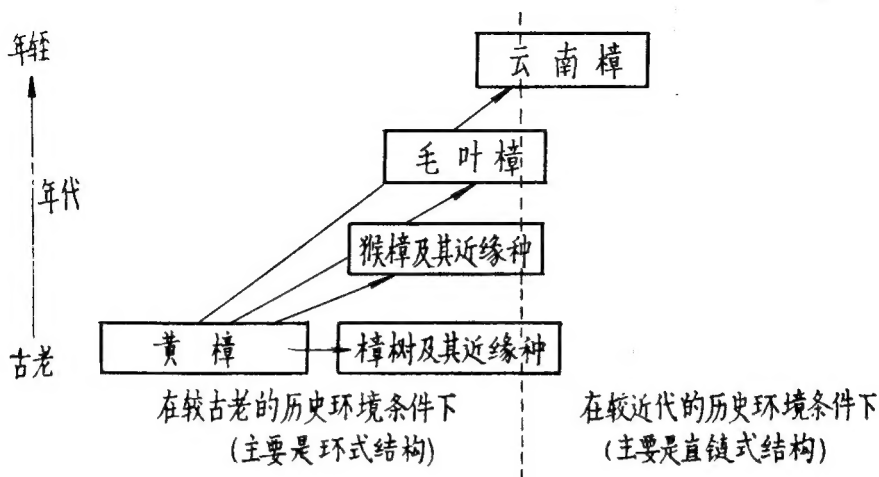 年轻
云南樟
毛叶樟
年代
猴樟及其近缘种
黄樟
樟树及其近缘种
古老
在较古老的历史环境条件下
(主要是环式结构)
在较近代的历史环境条件下
(主要是直链式结构)